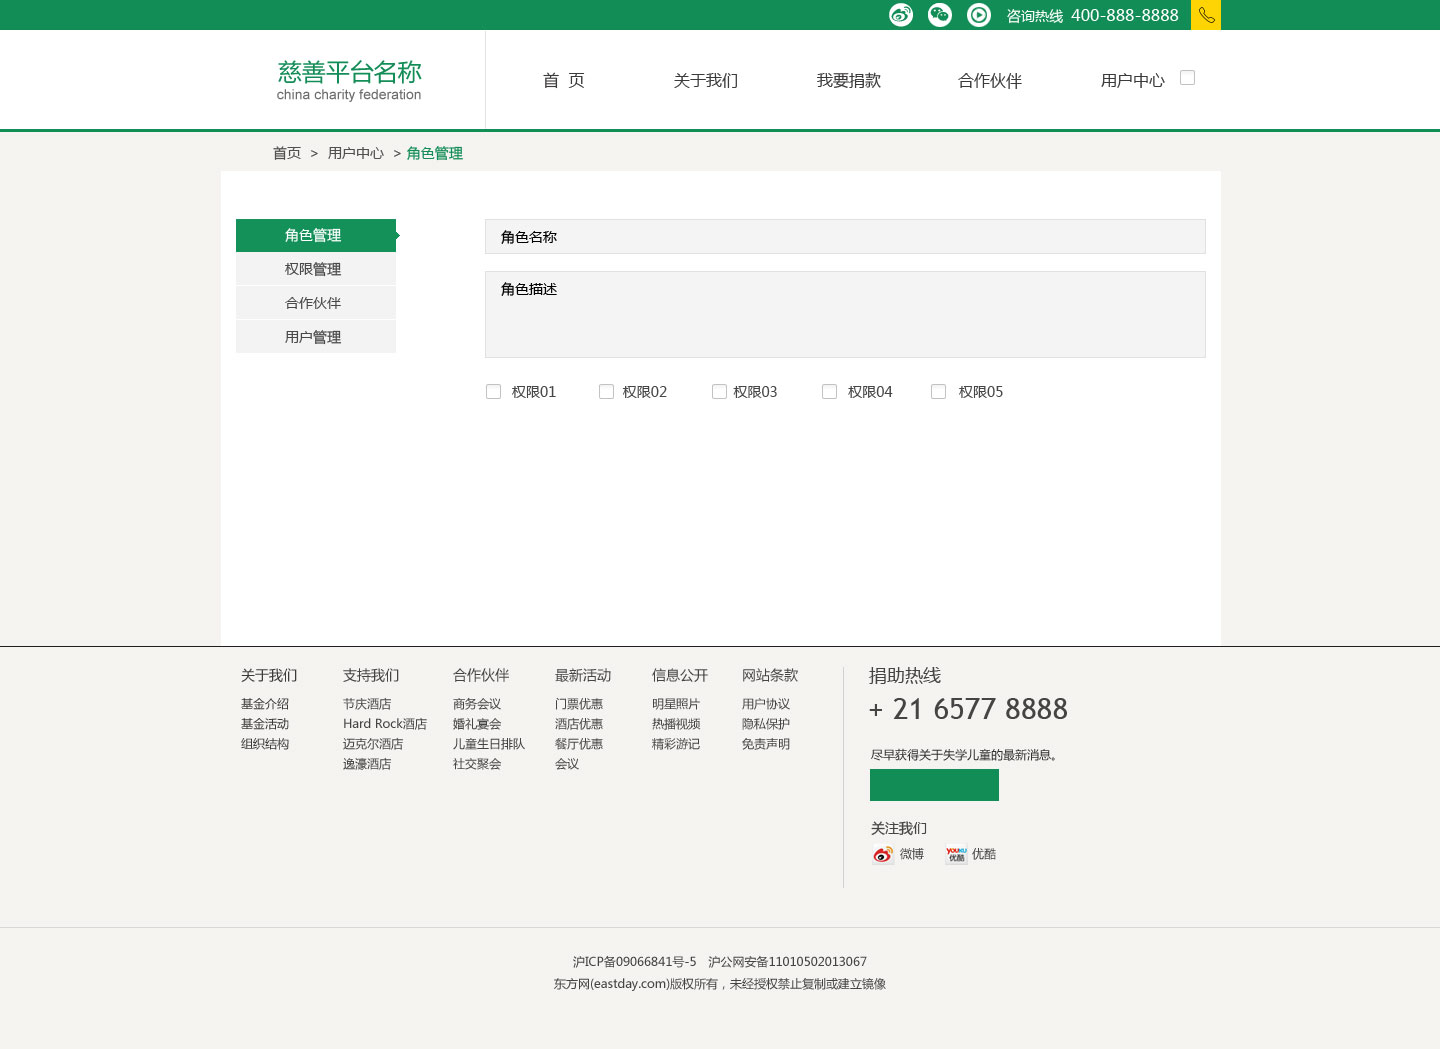 咨询热线 400-888-8888
慈善平台名称
china charity federation
首 页 关于我们 我要捐款 合作伙伴 用户中心
首页 > 用户中心 > 角色管理
角色管理
权限管理
合作伙伴
用户管理
角色名称
角色描述
权限01 权限02 权限03 权限04 权限05
关于我们
基金介绍
基金活动
组织结构
支持我们
节庆酒店
Hard Rock酒店
迈克尔酒店
逸濠酒店
合作伙伴
商务会议
婚礼宴会
儿童生日排队
社交聚会
最新活动
门票优惠
酒店优惠
餐厅优惠
会议
信息公开
明星照片
热播视频
精彩游记
网站条款
用户协议
隐私保护
免责声明
捐助热线
+ 21 6577 8888
尽早获得关于失学儿童的最新消息。
关注我们
微博 YOUKU 优酷 优酷
沪ICP备09066841号-5 沪公网安备11010502013067
东方网(eastday.com)版权所有，未经授权禁止复制或建立镜像